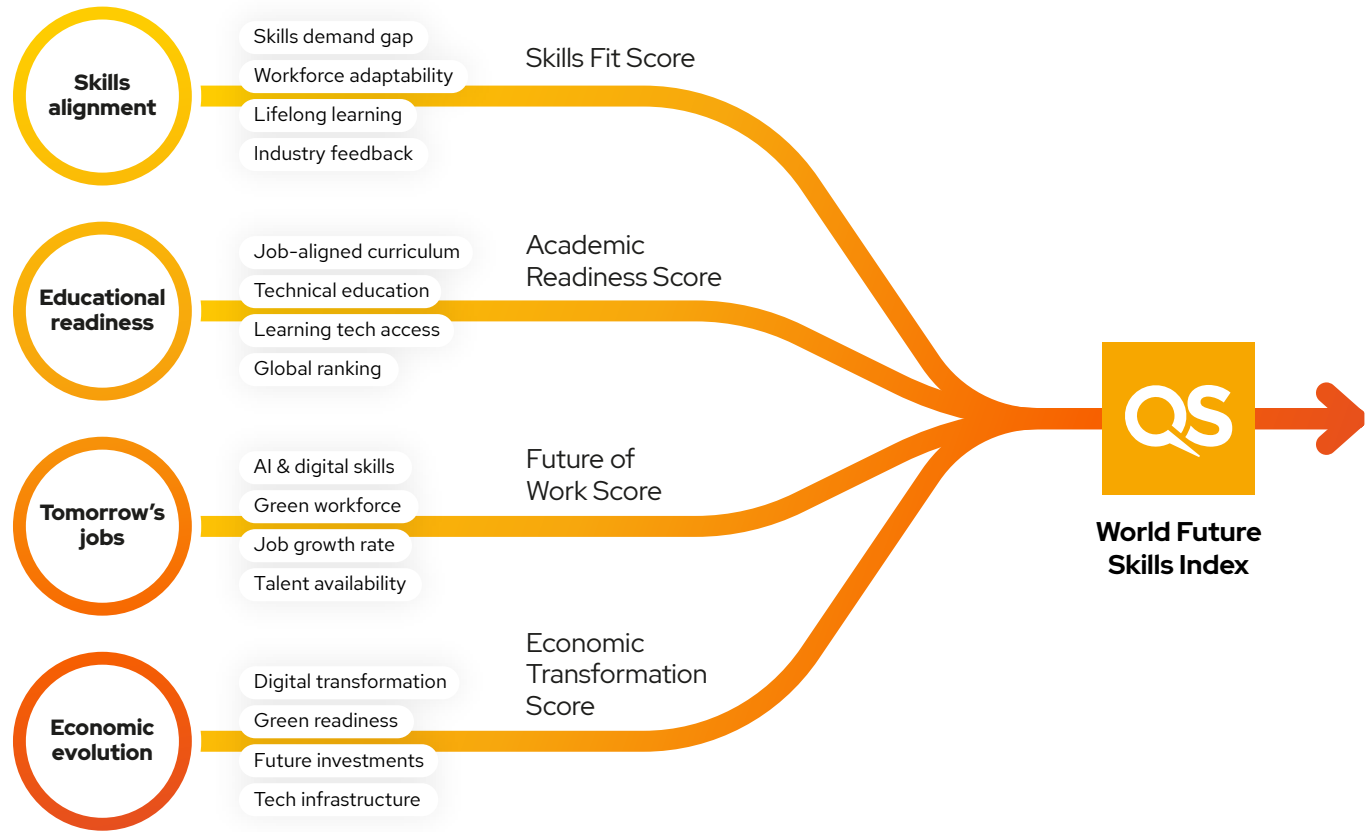 Skills
alignment
Skills demand gap
Workforce adaptability
Lifelong learning
Industry feedback
Skills Fit Score
Educational
readiness
Job-aligned curriculum
Technical education
Learning tech access
Global ranking
Academic
Readiness Score
Tomorrow’s
jobs
AI & digital skills
Green workforce
Job growth rate
Talent availability
Future of
Work Score
Economic
evolution
Digital transformation
Green readiness
Future investments
Tech infrastructure
Economic
Transformation
Score
QS
World Future
Skills Index